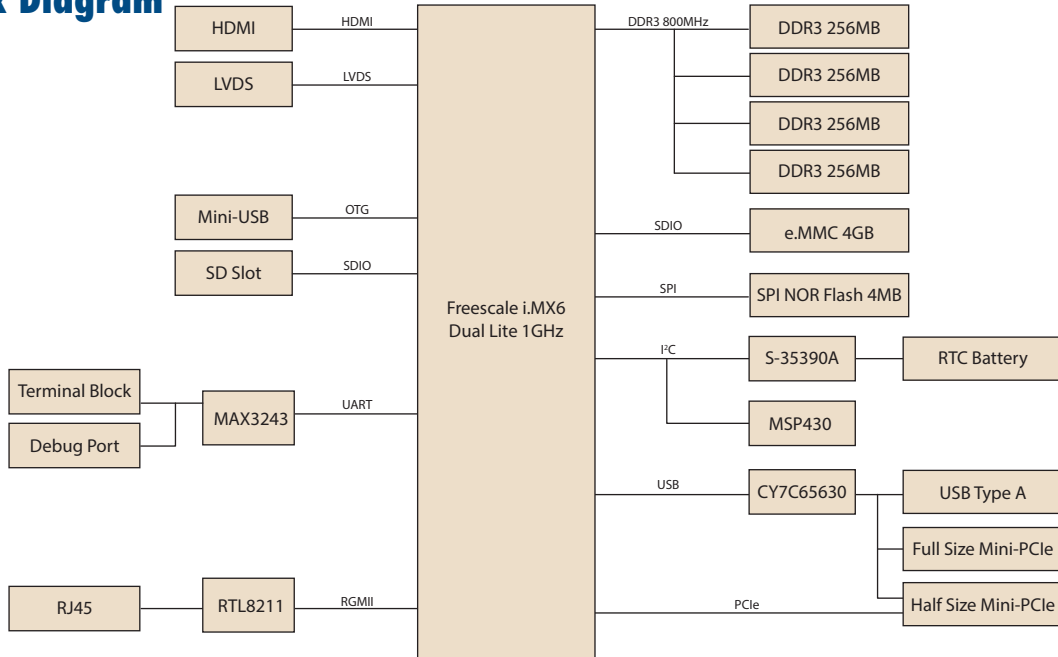 Diagram
HDMI
HDMI
LVDS
LVDS
Mini-USB
OTG
SD Slot
SDIO
Terminal Block
Debug Port
MAX3243
UART
RJ45
RTL8211
RGMII
Freescale i.MX6
Dual Lite 1GHz
DDR3 800MHz
DDR3 256MB
DDR3 256MB
DDR3 256MB
DDR3 256MB
SDIO
e.MMC 4GB
SPI
SPI NOR Flash 4MB
I²C
S-35390A
RTC Battery
MSP430
USB
CY7C65630
USB Type A
Full Size Mini-PCIe
Half Size Mini-PCIe
PCIe